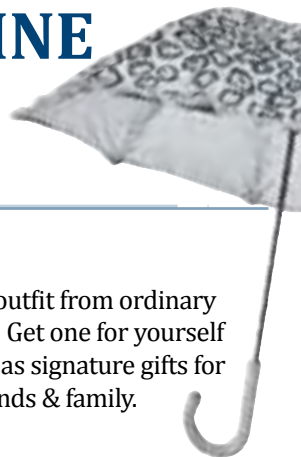 INE
outfit from ordinary
Get one for yourself
as signature gifts for
nds & family.